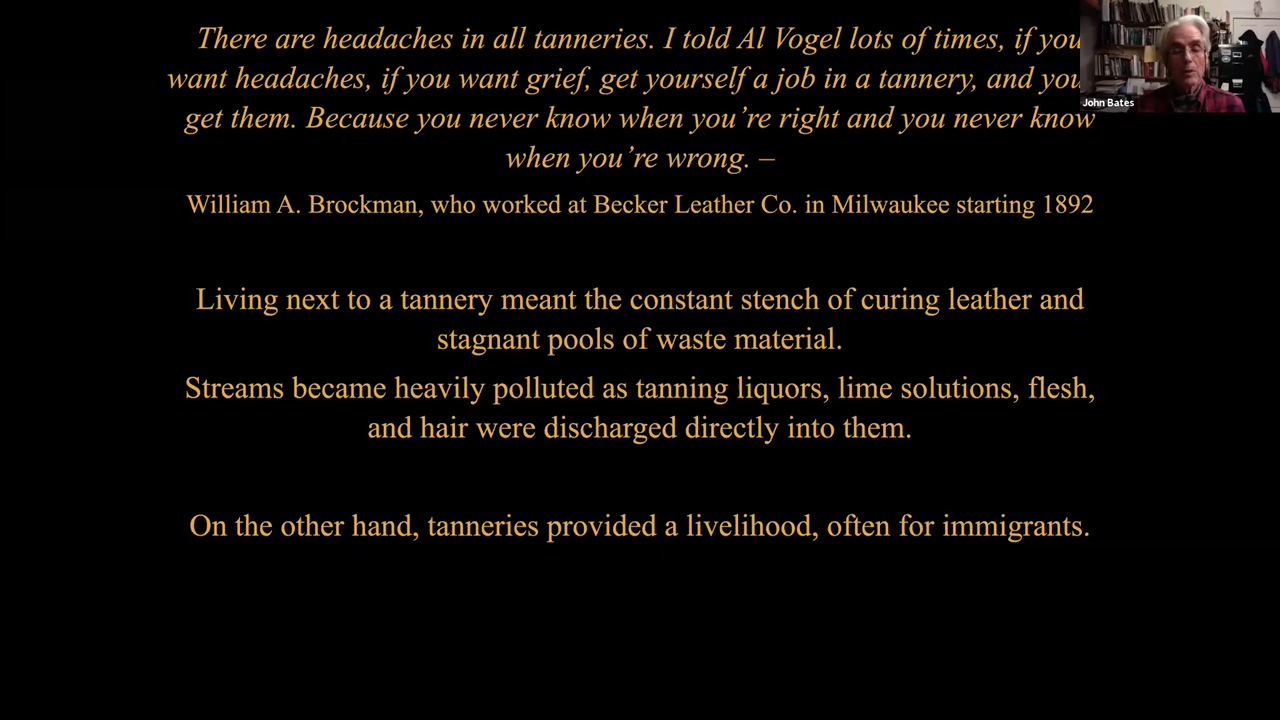 There are headaches in all tanneries. I told Al Vogel lots of times, if you
want headaches, if you want grief, get yourself a job in a tannery, and you
get them. Because you never know when you’re right and you never know
when you’re wrong. –
William A. Brockman, who worked at Becker Leather Co. in Milwaukee starting 1892
Living next to a tannery meant the constant stench of curing leather and
stagnant pools of waste material.
Streams became heavily polluted as tanning liquors, lime solutions, flesh,
and hair were discharged directly into them.
On the other hand, tanneries provided a livelihood, often for immigrants.
John Bates